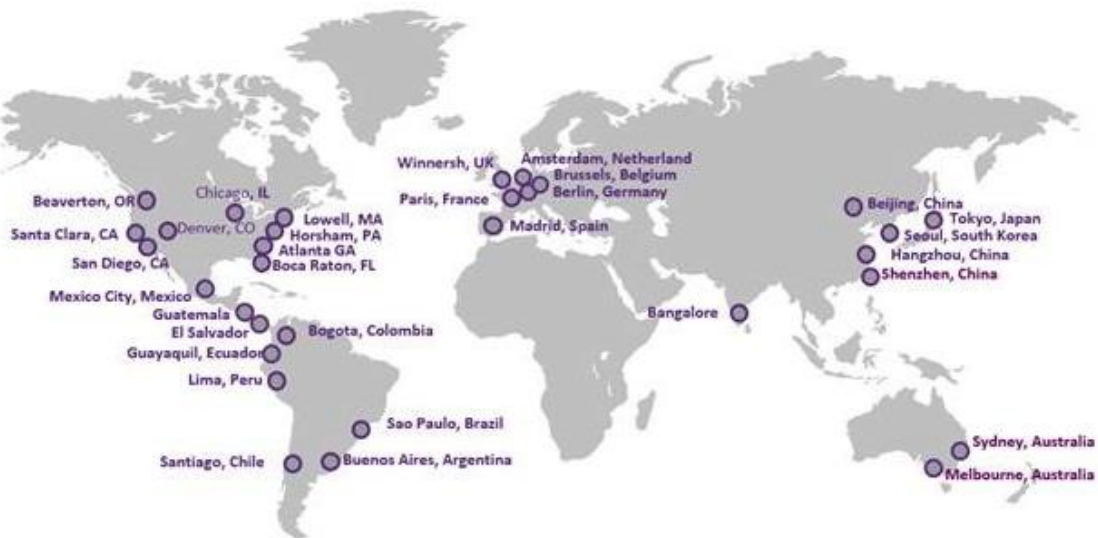 Winnersh, UK
Amsterdam, Netherland
Brussels, Belgium
Berlin, Germany
Paris, France
Madrid, Spain
Chicago, IL
Beaverton, OR
Lowell, MA
Denver, CO
Santa Clara, CA
Horsham, PA
Atlanta GA
San Diego, CA
Boca Raton, FL
Mexico City, Mexico
Guatemala
El Salvador
Bogota, Colombia
Guayaquil, Ecuador
Lima, Peru
Sao Paulo, Brazil
Santiago, Chile
Buenos Aires, Argentina
Beijing, China
Tokyo, Japan
Seoul, South Korea
Hangzhou, China
Shenzhen, China
Bangalore
Sydney, Australia
Melbourne, Australia